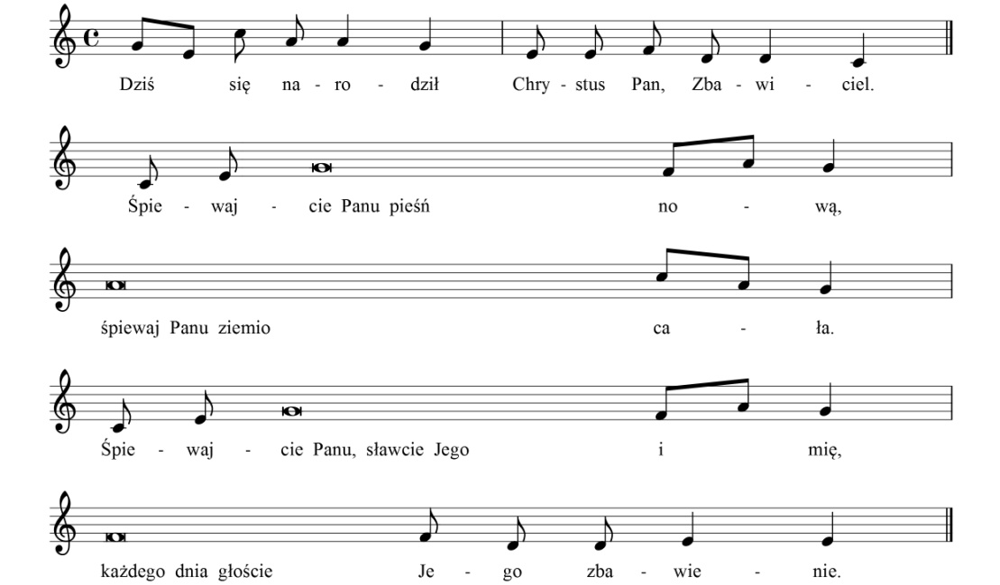 Dziś się na - ro - dził Chry - stus Pan, Zba - wi - ciel.
Śpie - waj - cie Panu pieśń no - wą,
śpiewaj Panu ziemio ca - ła.
Śpie - waj - cie Panu, sławcie Jego i mię,
każdego dnia głoście Je - go zba - wie - nie.